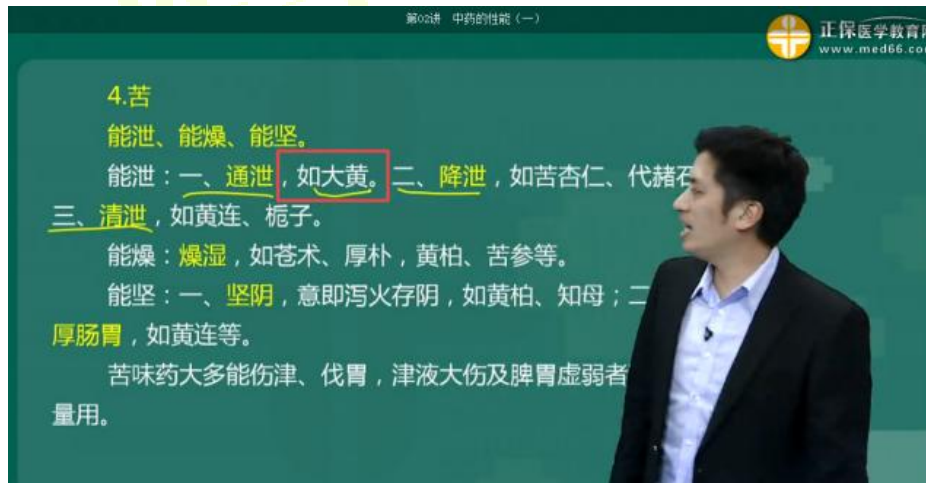 第02讲 中药的性能(一)
正保医学教育网
www.med66.com
4.苦
能泄、能燥、能坚。
能泄:一、通泄,如大黄。二、降泄,如苦杏仁、代赭石
三、清泄,如黄连、栀子。
能燥:燥湿,如苍术、厚朴,黄柏、苦参等。
能坚:一、坚阴,意即泻火存阴,如黄柏、知母;二
厚肠胃,如黄连等。
苦味药大多能伤津、伐胃,津液大伤及脾胃虚弱者
量用。